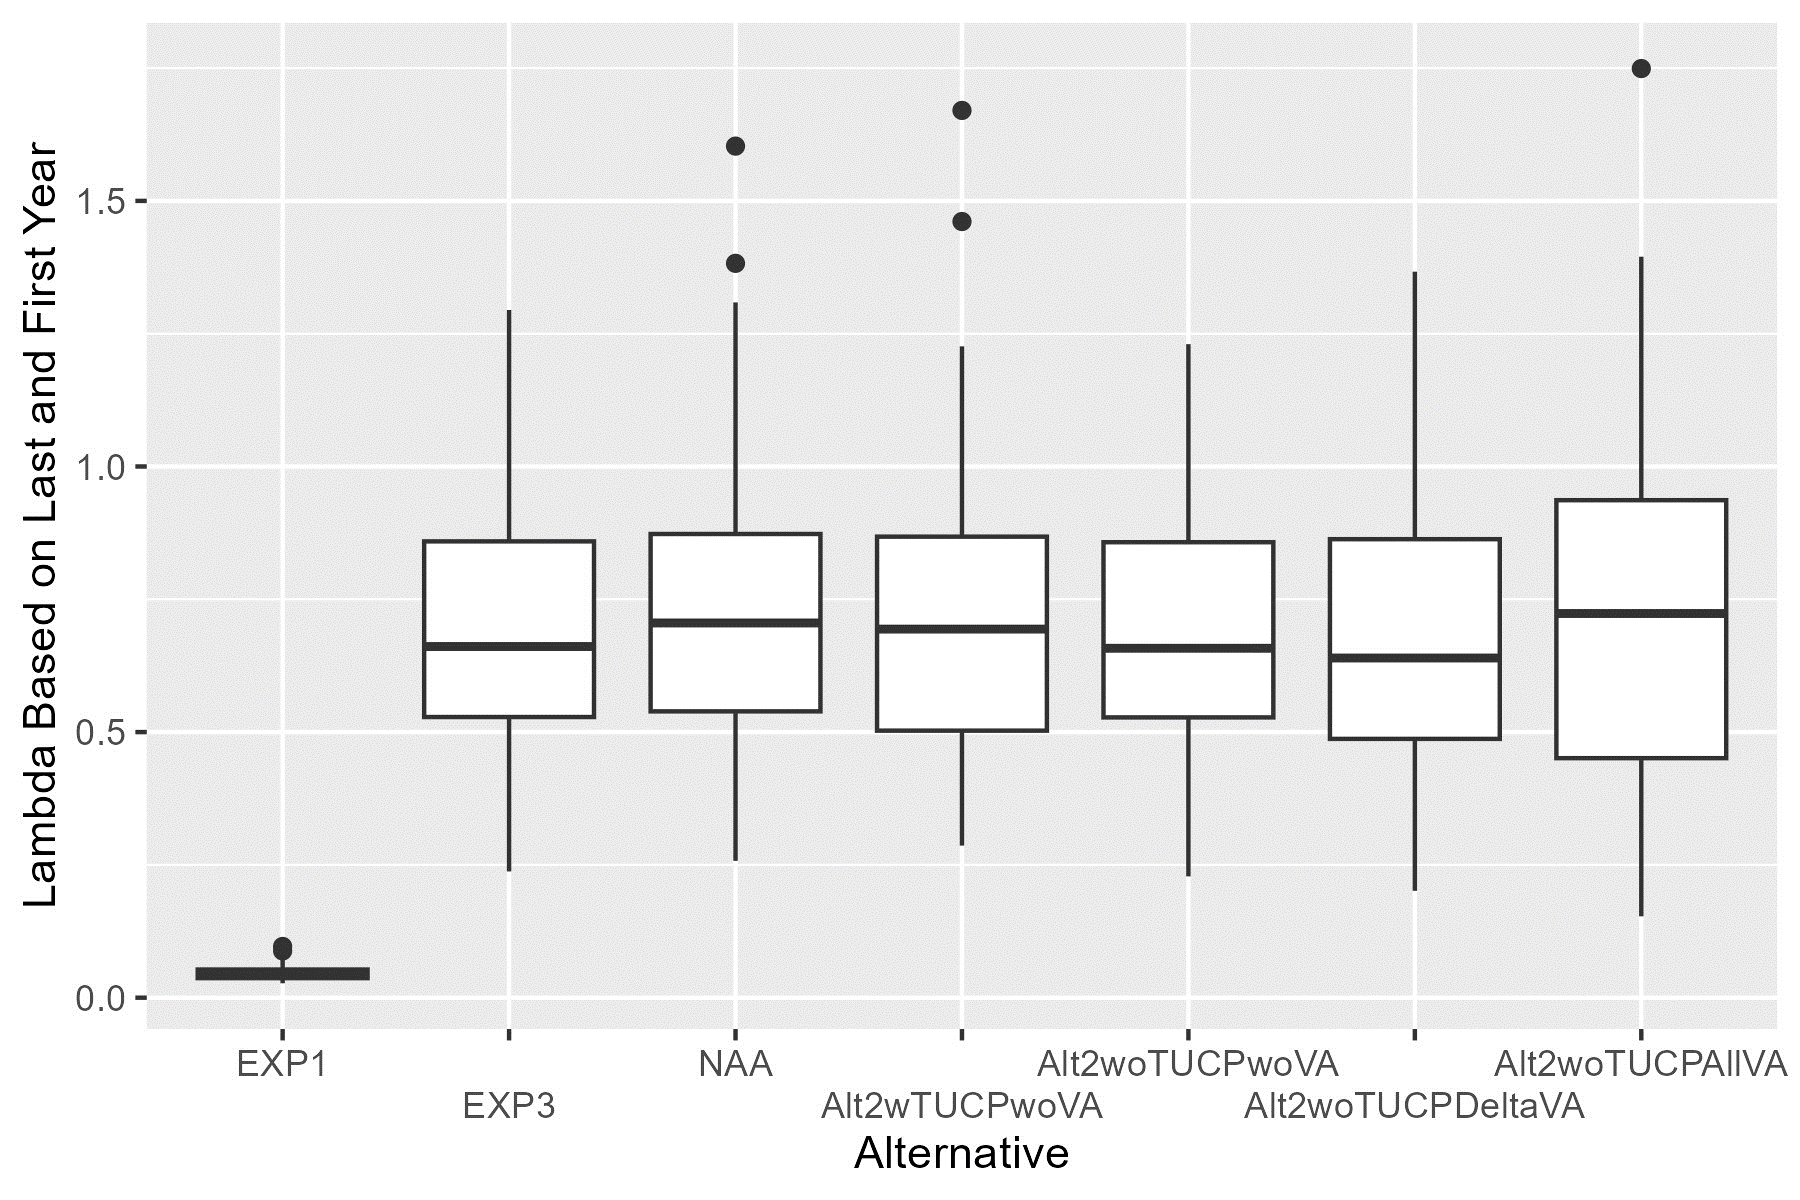 Lambda Based on Last and First Year
1.5
1.0
0.5
0.0
EXP1
EXP3
NAA
Alt2wTUCPwoVA
Alt2woTUCPwoVA
Alt2woTUCPDeltaVA
Alt2woTUCPAllVA
Alternative